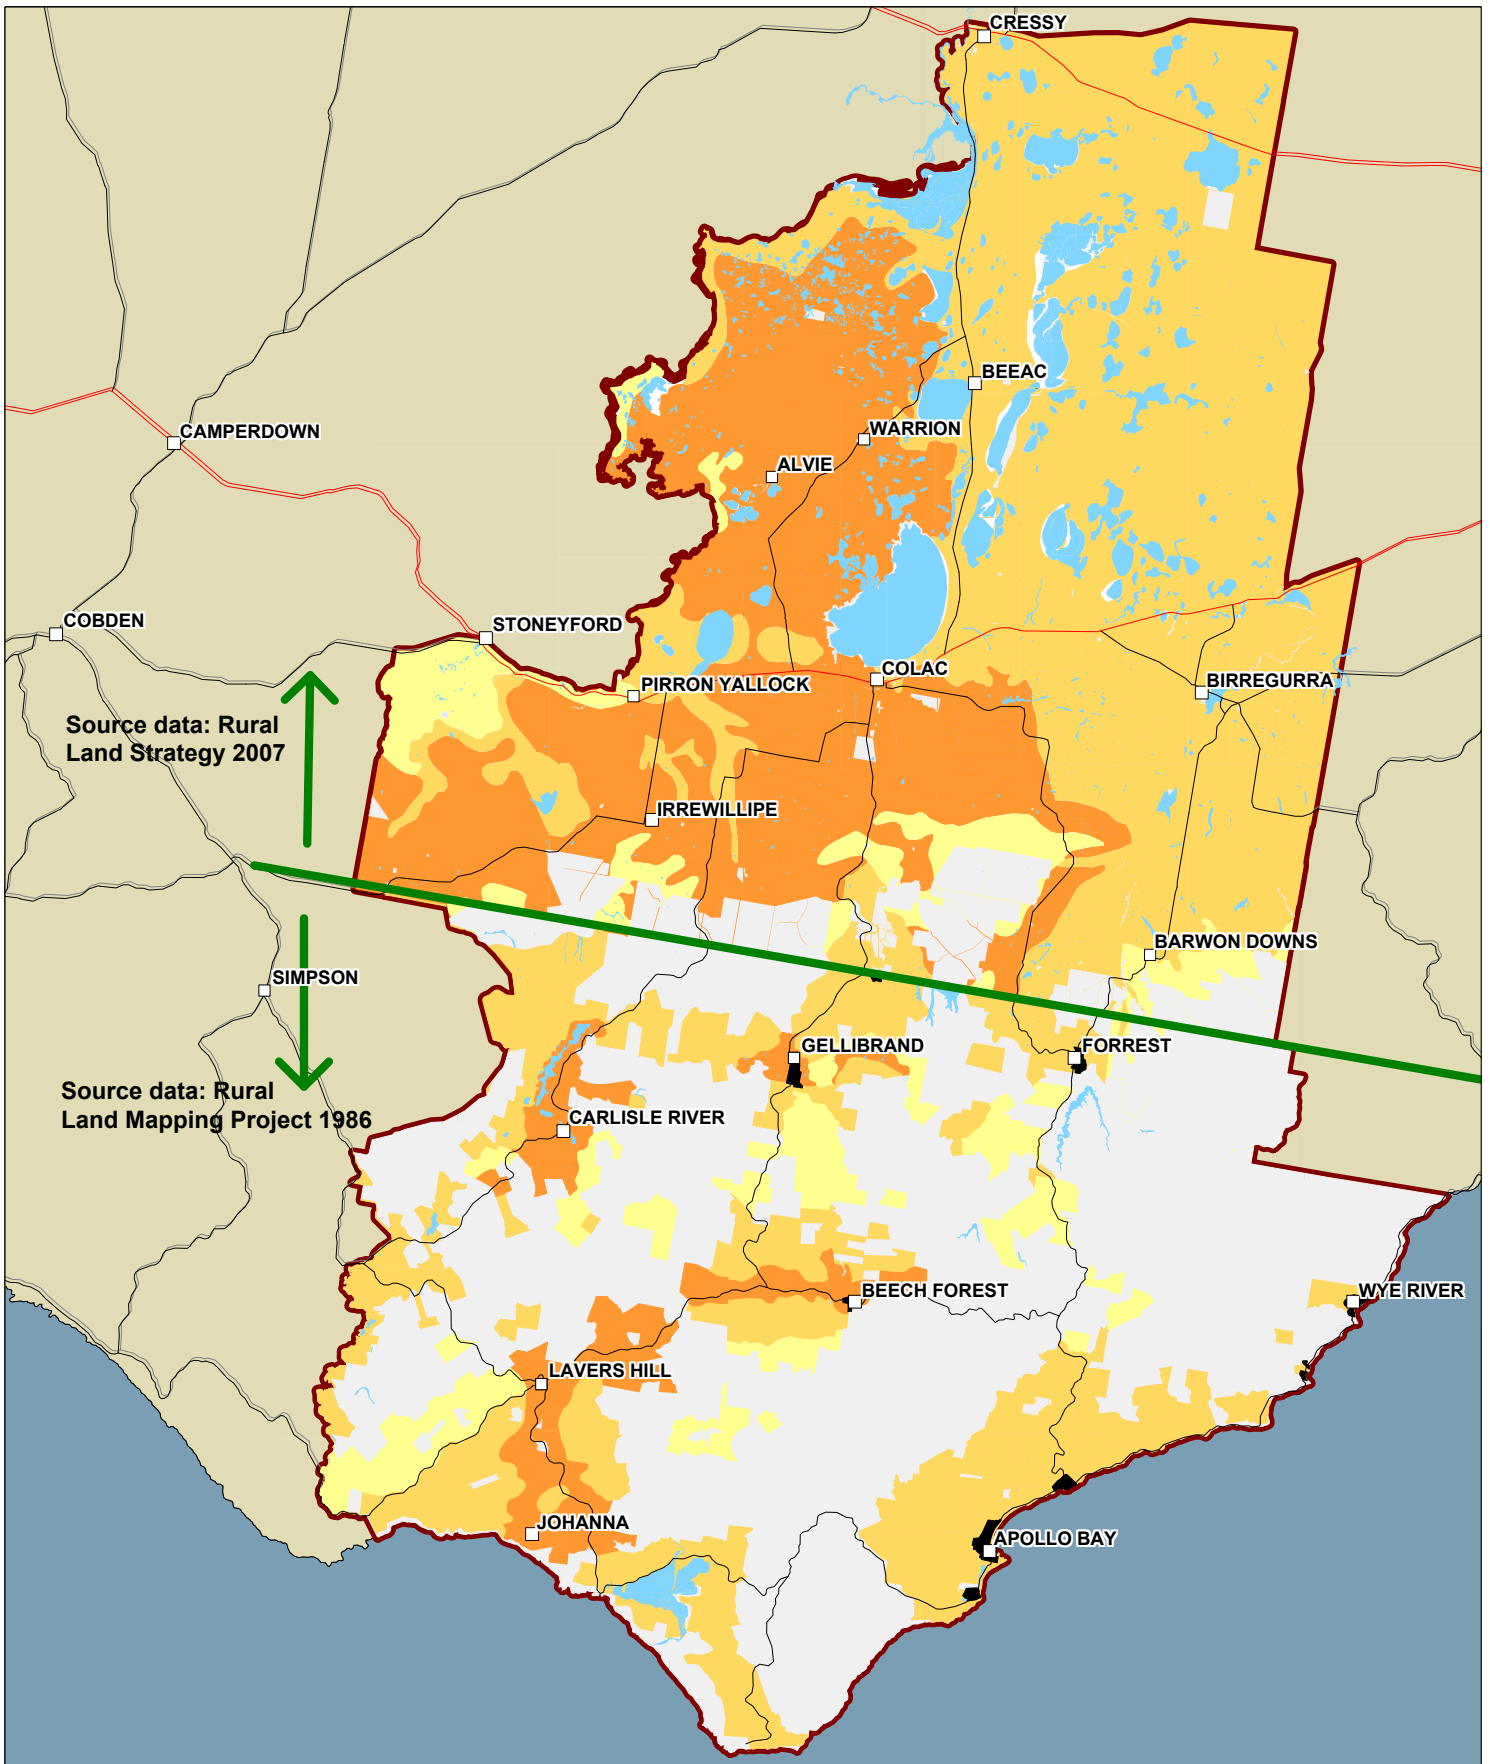 CRESSY
BEEAC
CAMPERDOWN
WARRION
ALVIE
COBDEN
STONEYFORD
COLAC
PIRRON YALLOCK
BIRREGURRA
Source data: Rural
Land Strategy 2007
IRREWILLIPE
BARWON DOWNS
SIMPSON
GELLIBRAND
FORREST
Source data: Rural
Land Mapping Project 1986
CARLISLE RIVER
BEECH FOREST
WYE RIVER
LAVERS HILL
JOHANNA
APOLLO BAY